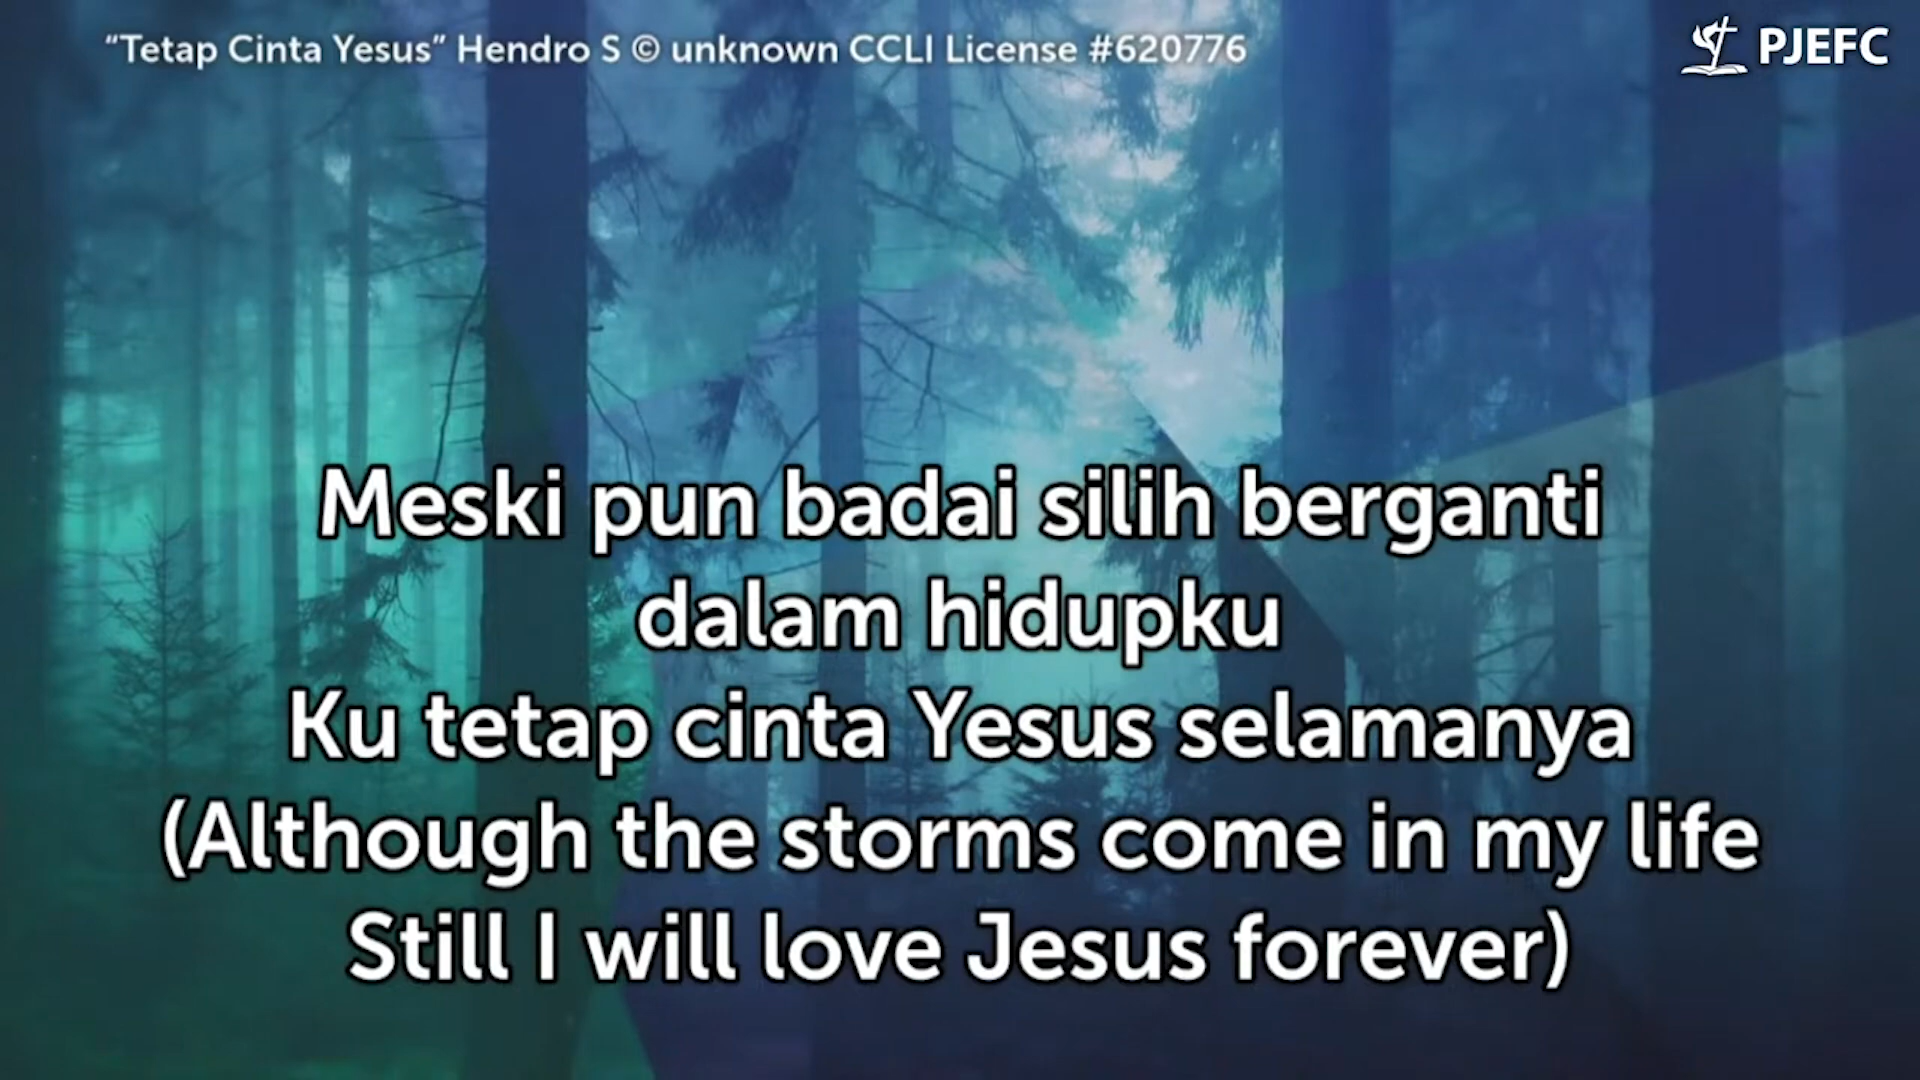 “Tetap Cinta Yesus” Hendro S © unknown CCLI License #620776
PJEFC
Meski pun badai silih berganti
dalam hidupku
Ku tetap cinta Yesus selamanya
(Although the storms come in my life
Still I will love Jesus forever)